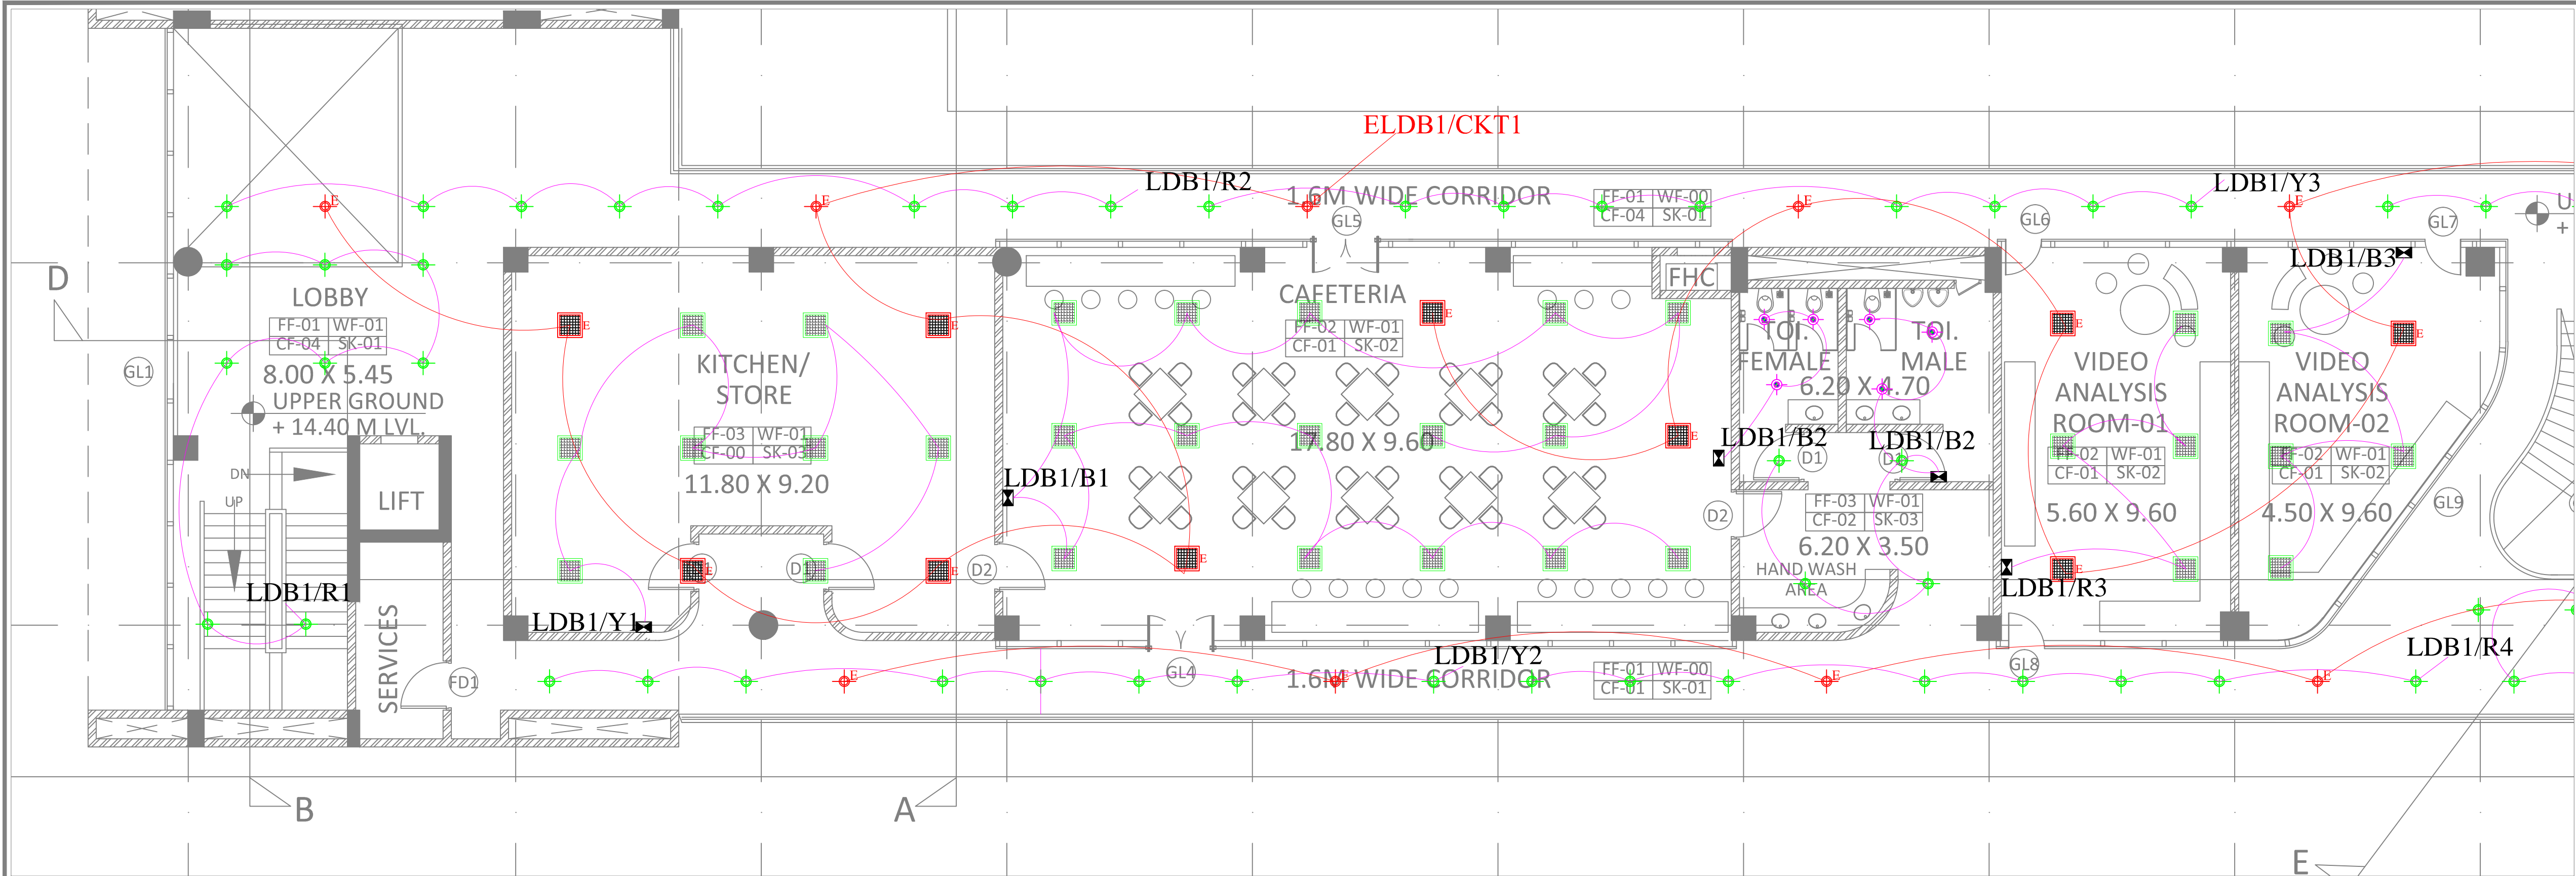 ELDB1/CKT1
LDB1/R2
1.6M WIDE CORRIDOR
FF-01 WF-00
CF-04 SK-01
LDB1/Y3
GL5
GL6
GL7
U
+
E
E
E
E
E
D
LOBBY
FF-01 WF-01
CF-04 SK-01
8.00 X 5.45
UPPER GROUND
+ 14.40 M LVL.
GL1
DN
UP
LIFT
LDB1/R1
SERVICES
FD1
KITCHEN/
STORE
FF-03 WF-01
CF-00 SK-03
11.80 X 9.20
E
E
E
E
D1
D2
LDB1/Y1
CAFETERIA
FF-02 WF-01
CF-01 SK-02
17.80 X 9.60
LDB1/B1
E
E
E
FHC
TOI.
FEMALE
TOI.
MALE
6.20 X 4.70
LDB1/B2
LDB1/B2
D1
D1
D2
FF-03 WF-01
CF-02 SK-03
6.20 X 3.50
HAND WASH
AREA
VIDEO
ANALYSIS
ROOM-01
FF-02 WF-01
CF-01 SK-02
5.60 X 9.60
E
E
LDB1/R3
LDB1/B3
VIDEO
ANALYSIS
ROOM-02
FF-02 WF-01
CF-01 SK-02
4.50 X 9.60
E
GL9
GL8
GL4
LDB1/Y2
1.6M WIDE CORRIDOR
FF-01 WF-00
CF-01 SK-01
LDB1/R4
E
E
E
E
B
A
E